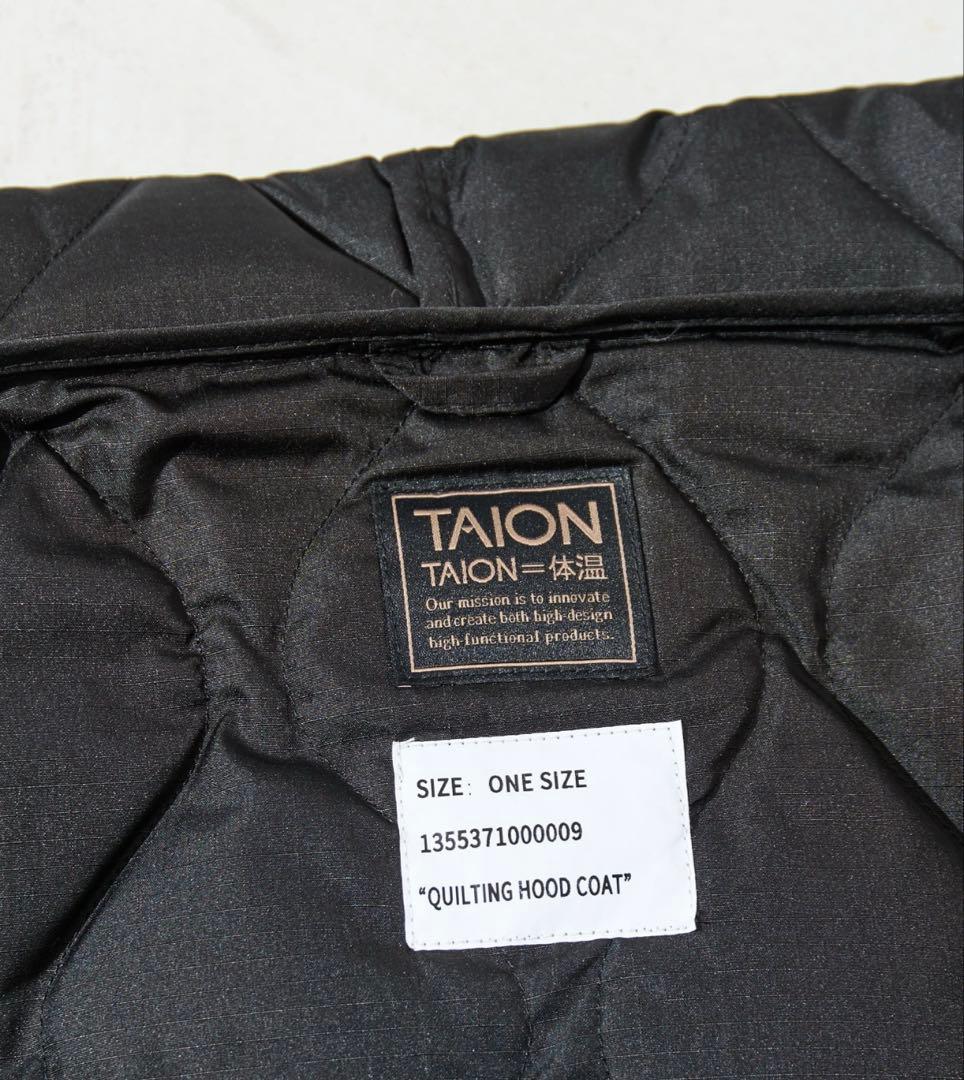 TAION
TAION=体温
Our mission is to innovate
and create both high-design
high-functional products.
SIZE: ONE SIZE
1355371000009
“QUILTING HOOD COAT”